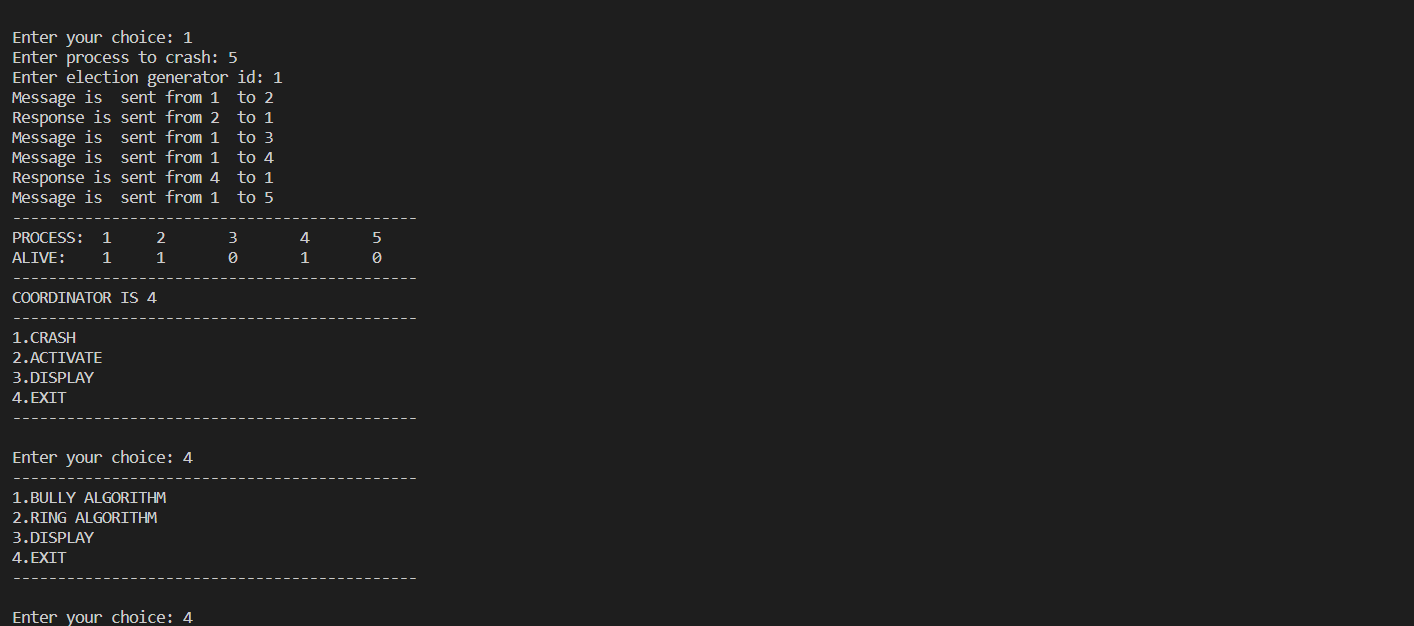 Enter your choice: 1
Enter process to crash: 5
Enter election generator id: 1
Message is  sent from 1  to 2
Response is sent from 2  to 1
Message is  sent from 1  to 3
Message is  sent from 1  to 4
Response is sent from 4  to 1
Message is  sent from 1  to 5
---------------------------------------------
PROCESS:  1     2       3       4       5
ALIVE:    1     1       0       1       0
---------------------------------------------
COORDINATOR IS 4
---------------------------------------------
1.CRASH
2.ACTIVATE
3.DISPLAY
4.EXIT
---------------------------------------------
Enter your choice: 4
---------------------------------------------
1.BULLY ALGORITHM
2.RING ALGORITHM
3.DISPLAY
4.EXIT
---------------------------------------------
Enter your choice: 4